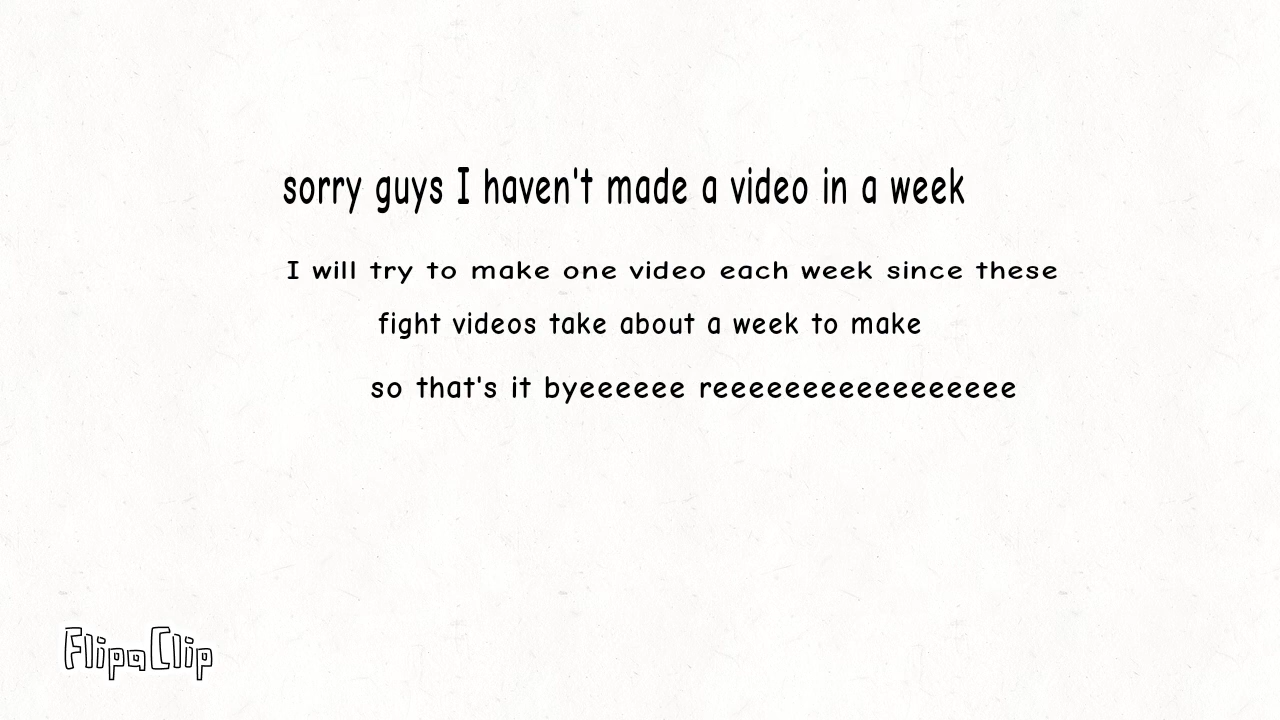 sorry guys I haven't made a video in a week
I will try to make one video each week since these
fight videos take about a week to make
so that's it byeeeeee reeeeeeeeeeeeeeeee
FlipaClip